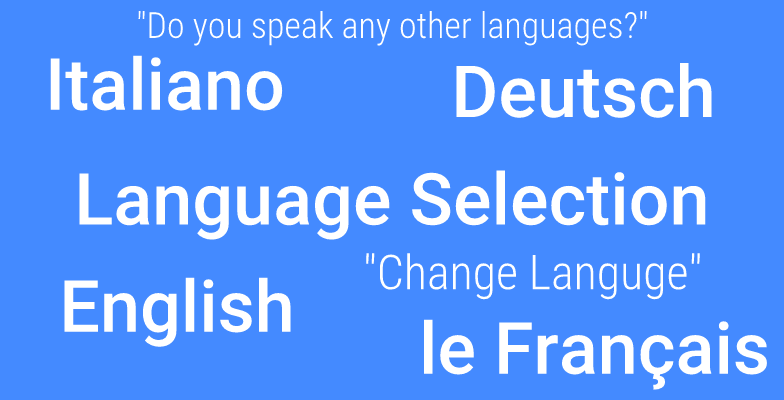 "Do you speak any other languages?"
Italiano
Deutsch
Language Selection
"Change Languge"
English
le Français